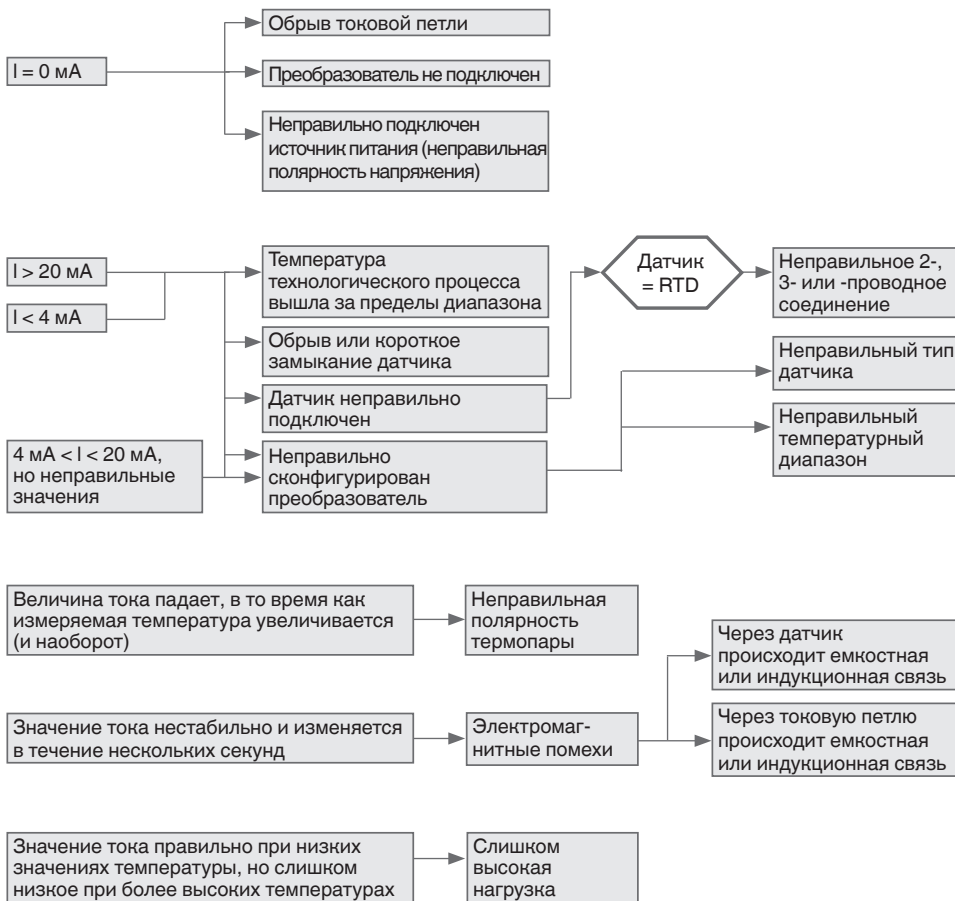 I = 0 мА
Обрыв токовой петли
Преобразователь не подключен
Неправильно подключен
источник питания (неправильная
полярность напряжения)
I > 20 мА
I < 4 мА
4 мА < I < 20 мА,
но неправильные
значения
Температура
технологического процесса
вышла за пределы диапазона
Обрыв или короткое
замыкание датчика
Датчик неправильно
подключен
Неправильно
сконфигурирован
преобразователь
Датчик
= RTD
Неправильное 2-,
3- или -проводное
соединение
Неправильный тип
датчика
Неправильный
температурный
диапазон
Величина тока падает, в то время как
измеряемая температура увеличивается
(и наоборот)
Неправильная
полярность
термопары
Значение тока нестабильно и изменяется
в течение нескольких секунд
Электромаг-
нитные помехи
Через датчик
происходит емкостная
или индукционная связь
Через токовую петлю
происходит емкостная
или индукционная связь
Значение тока правильно при низких
значениях температуры, но слишком
низкое при более высоких температурах
Слишком
высокая
нагрузка